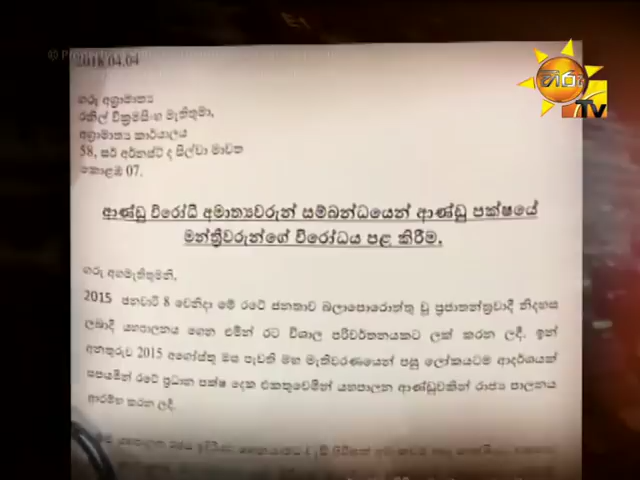 2018.04.04
හිරු
TV
ගරු අග්‍රාමාත්‍ය
රනිල් වික්‍රමසිංහ මැතිතුමා,
අග්‍රාමාත්‍ය කාර්යාලය
58, සර් අර්නස්ට් ද සිල්වා මාවත
කොළඹ 07.
ආණ්ඩු විරෝධී අමාත්‍යවරුන් සම්බන්ධයෙන් ආණ්ඩු පක්ෂයේ
මන්ත්‍රීවරුන්ගේ විරෝධය පළ කිරීම.
ගරු අගමැතිතුමනි,
2015 ජනවාරි 8 වෙනිදා මේ රටේ ජනතාව බලාපොරොත්තු වූ ප්‍රජාතන්ත්‍රවාදී නිදහස
ලබාදී යහපාලනය ගෙන එමින් රට විශාල පරිවර්තනයකට ලක් කරන ලදී. ඉන්
අනතුරුව 2015 අගෝස්තු මස පැවති මහ මැතිවරණයෙන් පසු ලෝකයටම ආදර්ශයක්
සපයමින් රටේ ප්‍රධාන පක්ෂ දෙක එකතුවෙමින් යහපාලන ආණ්ඩුවකින් රාජ්‍ය පාලනය
ආරම්භ කරන ලදී.